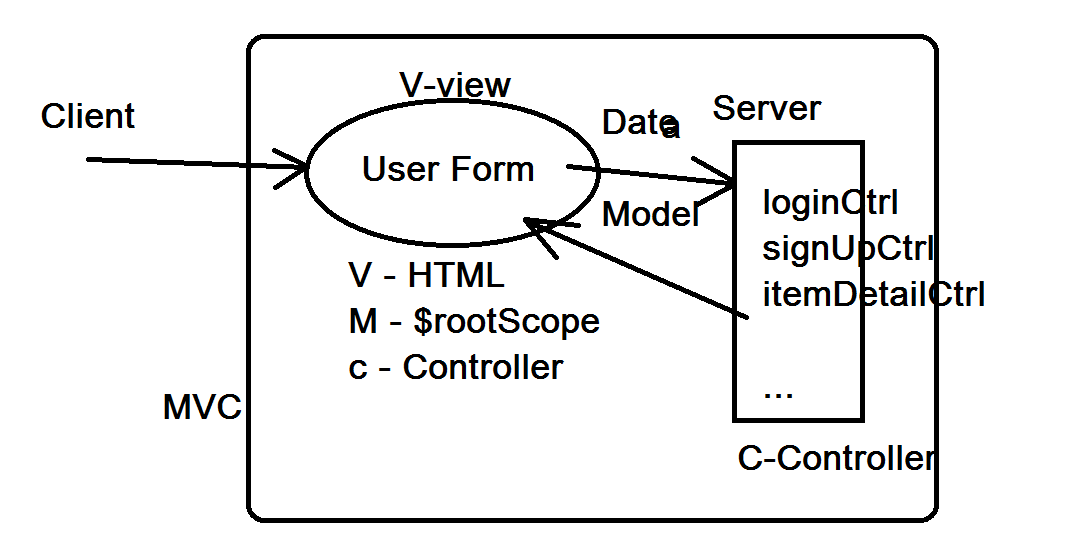 Client
V-view
User Form
Data
Model
Server
loginCtrl
signUpCtrl
itemDetailCtrl
...
V - HTML
M - $rootScope
c - Controller
MVC
C-Controller